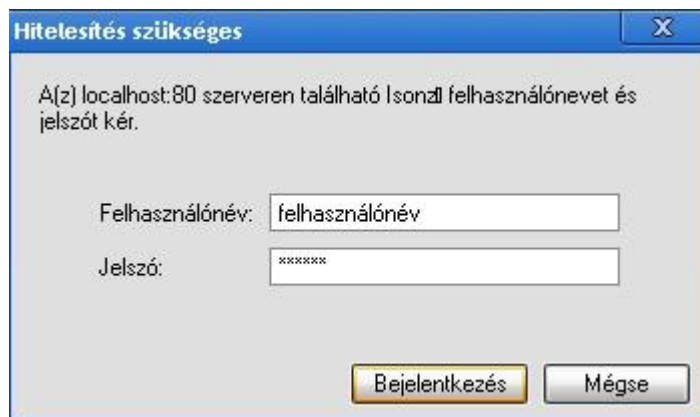 Hitelesítés szükséges
X
A(z) localhost:80 szerveren található felhasználónevet és
jelszót kér.
Felhasználónév: felhasználónév
Jelszó: ******
Bejelentkezés Mégse